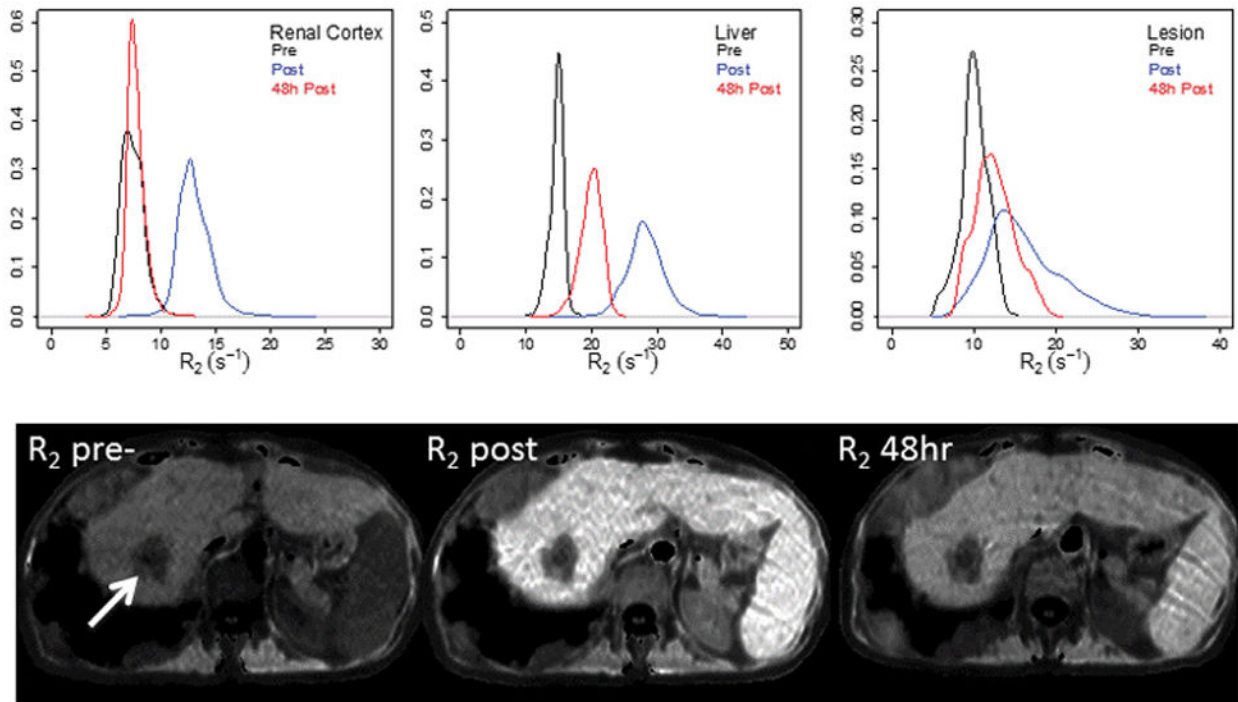 Renal Cortex
Pre
Post
48h Post
0.0 0.1 0.2 0.3 0.4 0.5 0.6
0 5 10 15 20 25 30
R₂ (s⁻¹)
Liver
Pre
Post
48h Post
0.0 0.1 0.2 0.3 0.4 0.5
0 10 20 30 40 50
R₂ (s⁻¹)
Lesion
Pre
Post
48h Post
0.00 0.05 0.10 0.15 0.20 0.25 0.30
0 10 20 30 40
R₂ (s⁻¹)
R₂ pre-
R₂ post
R₂ 48hr